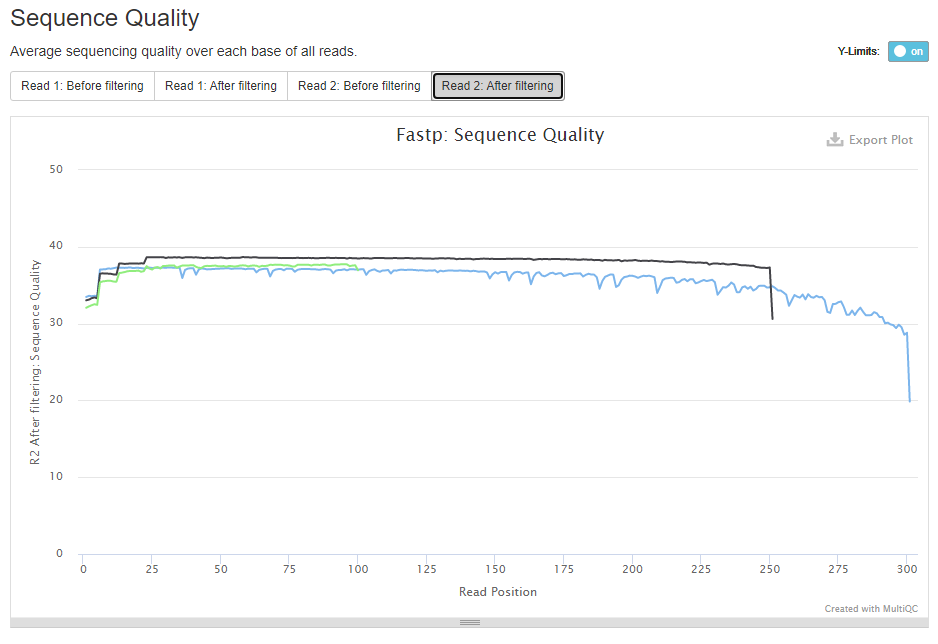 Sequence Quality
Average sequencing quality over each base of all reads.
Y-Limits: on
Read 1: Before filtering
Read 1: After filtering
Read 2: Before filtering
Read 2: After filtering
Fastp: Sequence Quality
Export Plot
R2 After filtering: Sequence Quality
50
40
30
20
10
0
0 25 50 75 100 125 150 175 200 225 250 275 300
Read Position
Created with MultiQC